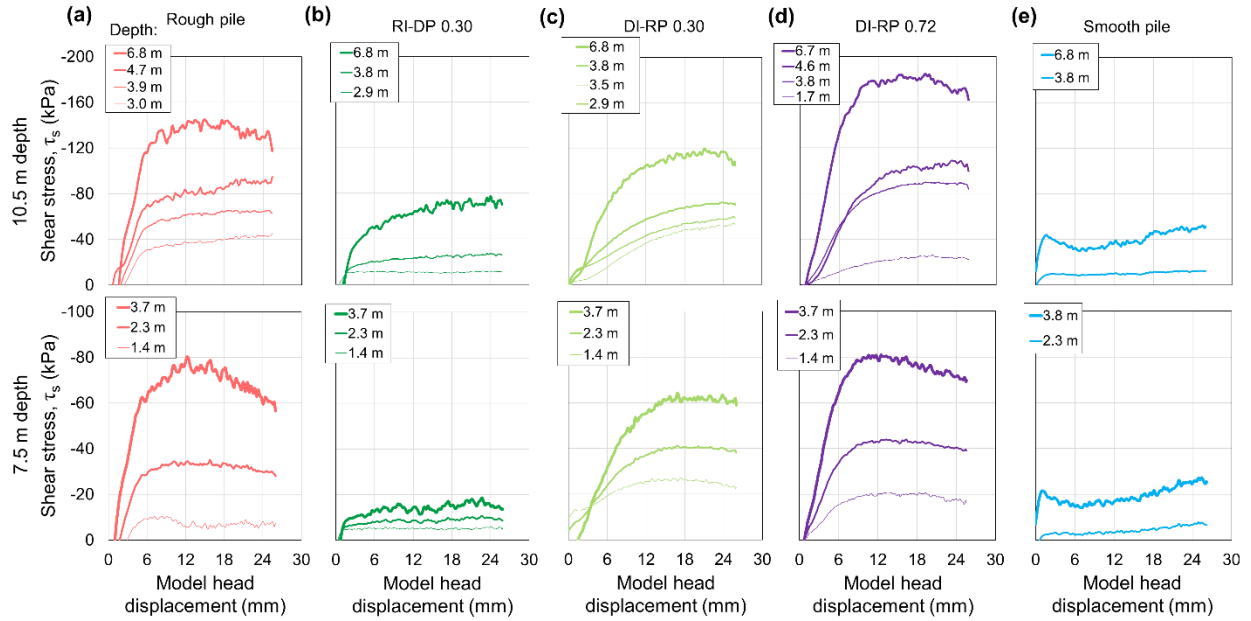 (a)
Rough pile
(b)
RI-DP 0.30
(c)
DI-RP 0.30
(d)
DI-RP 0.72
(e)
Smooth pile
10.5 m depth
Shear stress, τs (kPa)
-200
-160
-120
-80
-40
0
Depth:
6.8 m
4.7 m
3.9 m
3.0 m
6.8 m
3.8 m
2.9 m
6.8 m
3.8 m
3.5 m
2.9 m
6.7 m
4.6 m
3.8 m
1.7 m
6.8 m
3.8 m
7.5 m depth
Shear stress, τs (kPa)
-100
-80
-60
-40
-20
0
3.7 m
2.3 m
1.4 m
3.7 m
2.3 m
1.4 m
3.7 m
2.3 m
1.4 m
3.7 m
2.3 m
1.4 m
3.8 m
2.3 m
0 6 12 18 24 30
0 6 12 18 24 30
0 6 12 18 24 30
0 6 12 18 24 30
0 6 12 18 24 30
Model head
displacement (mm)
Model head
displacement (mm)
Model head
displacement (mm)
Model head
displacement (mm)
Model head
displacement (mm)